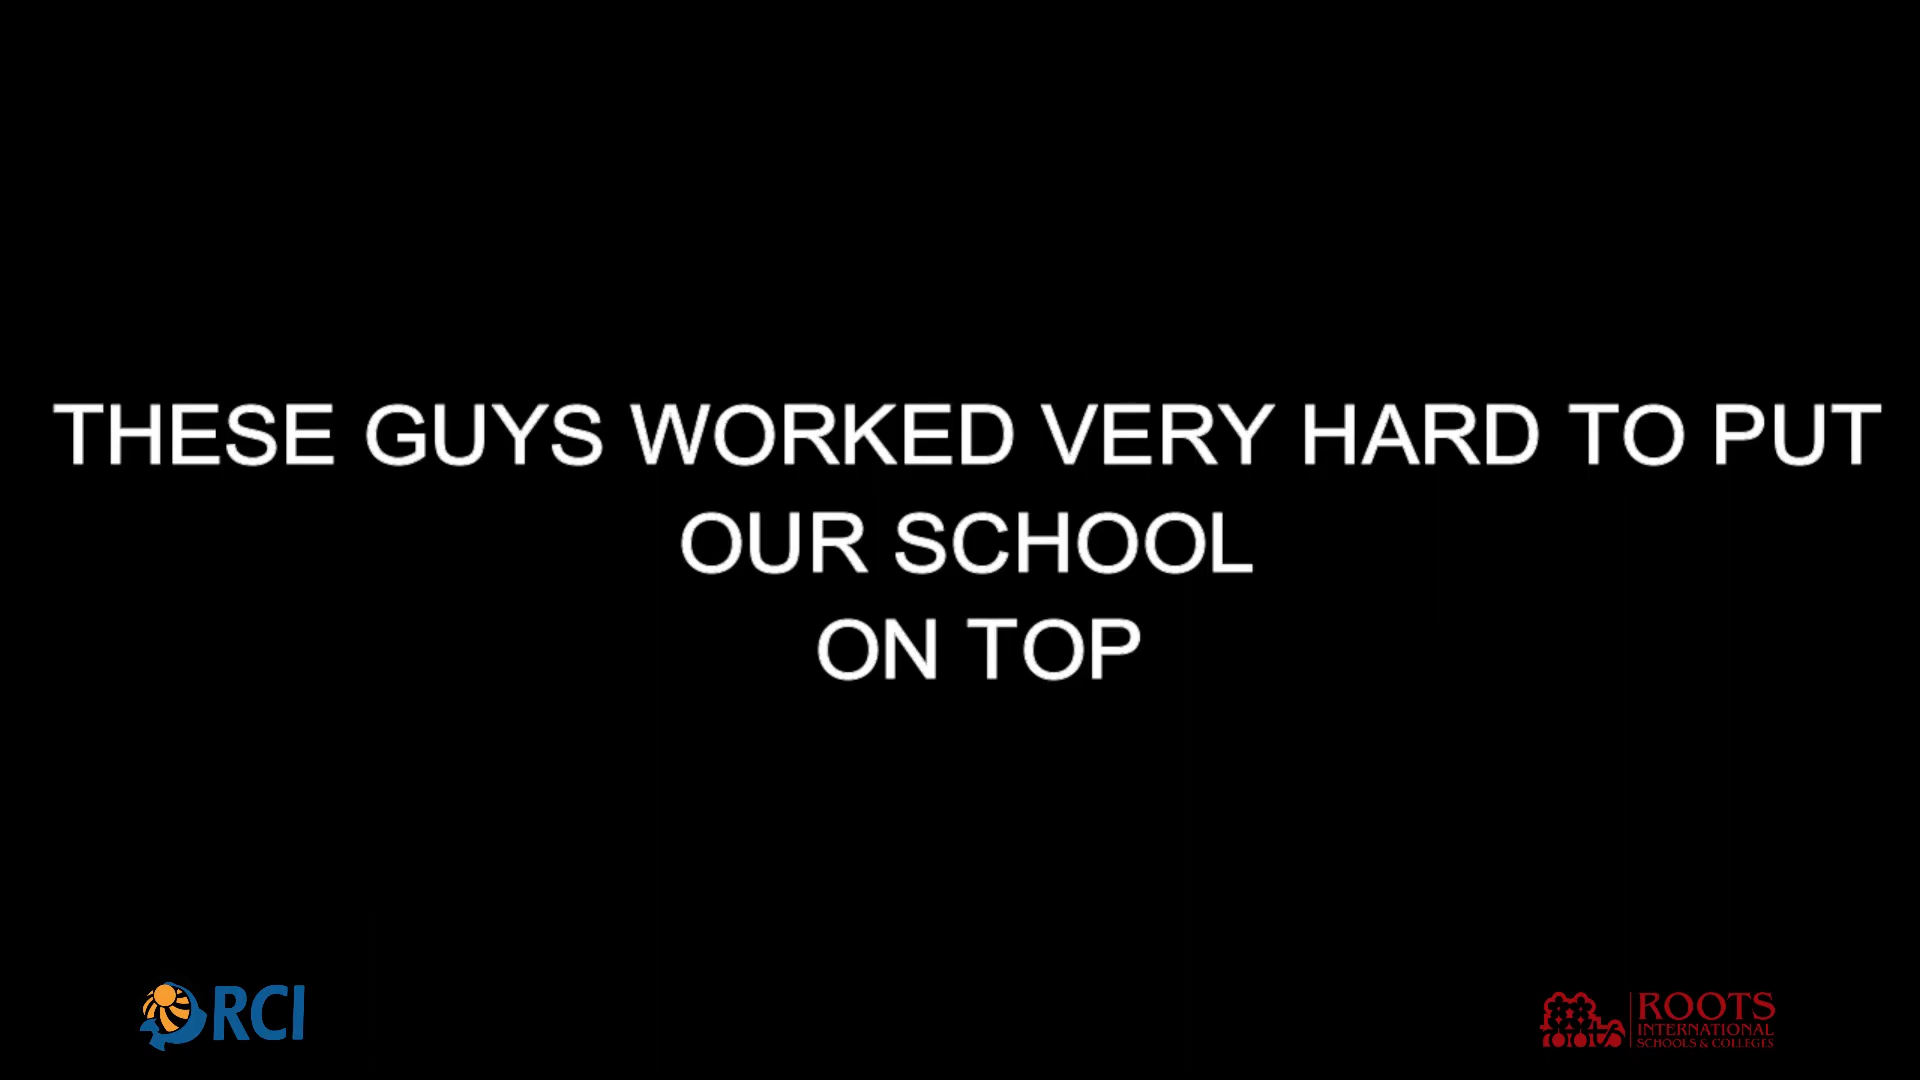 THESE GUYS WORKED VERY HARD TO PUT
OUR SCHOOL
ON TOP
RCI
ROOTS
INTERNATIONAL
SCHOOLS & COLLEGES